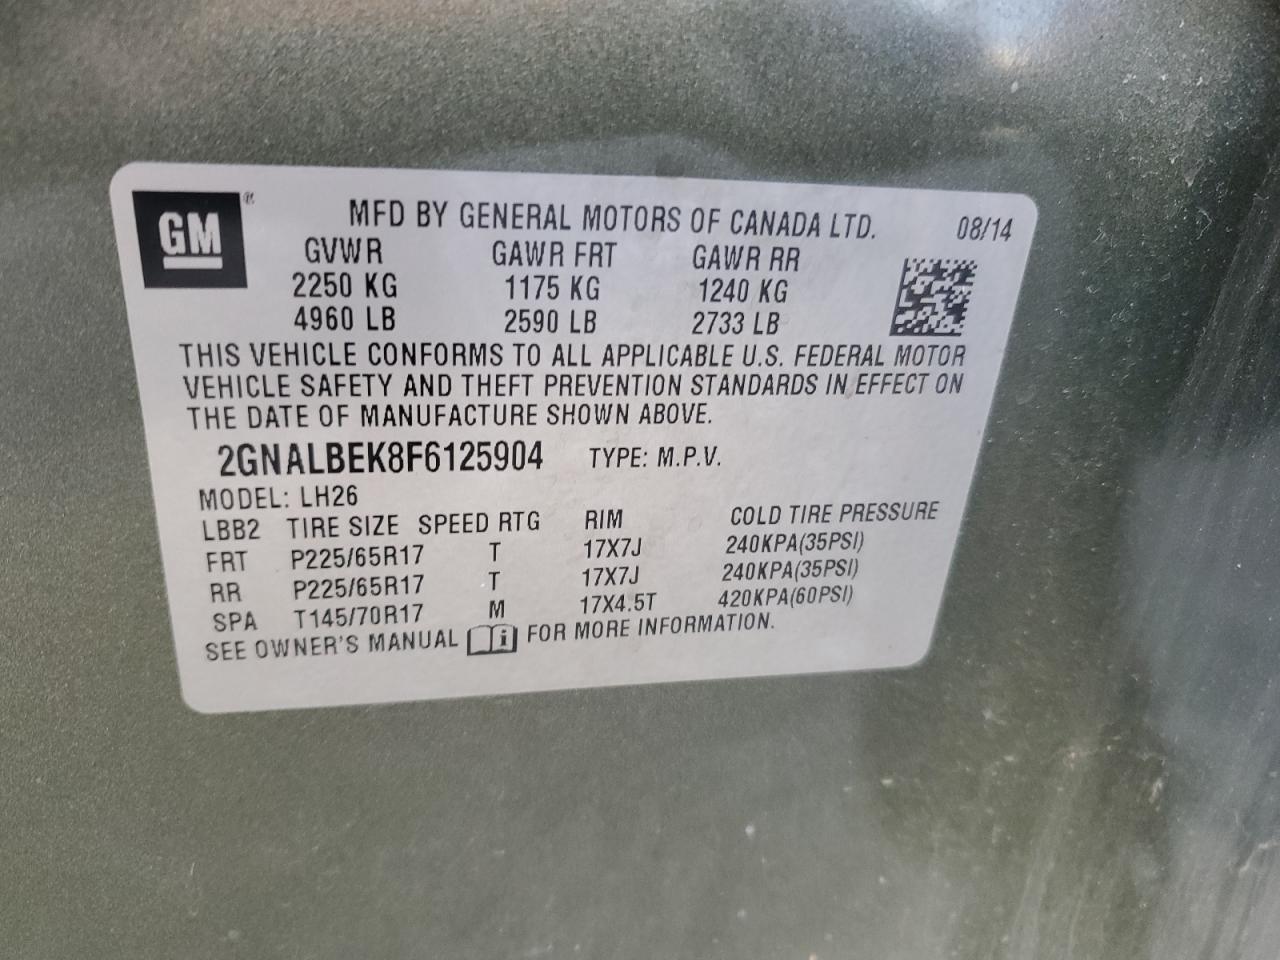 GM®
MFD BY GENERAL MOTORS OF CANADA LTD. 08/14
GVWR GAWR FRT GAWR RR
2250 KG 1175 KG 1240 KG
4960 LB 2590 LB 2733 LB
THIS VEHICLE CONFORMS TO ALL APPLICABLE U.S. FEDERAL MOTOR
VEHICLE SAFETY AND THEFT PREVENTION STANDARDS IN EFFECT ON
THE DATE OF MANUFACTURE SHOWN ABOVE.
2GNALBEK8F6125904 TYPE: M.P.V.
MODEL: LH26
LBB2 TIRE SIZE SPEED RTG RIM COLD TIRE PRESSURE
FRT P225/65R17 T 17X7J 240KPA(35PSI)
RR P225/65R17 T 17X7J 240KPA(35PSI)
SPA T145/70R17 M 17X4.5T 420KPA(60PSI)
SEE OWNER'S MANUAL i FOR MORE INFORMATION.